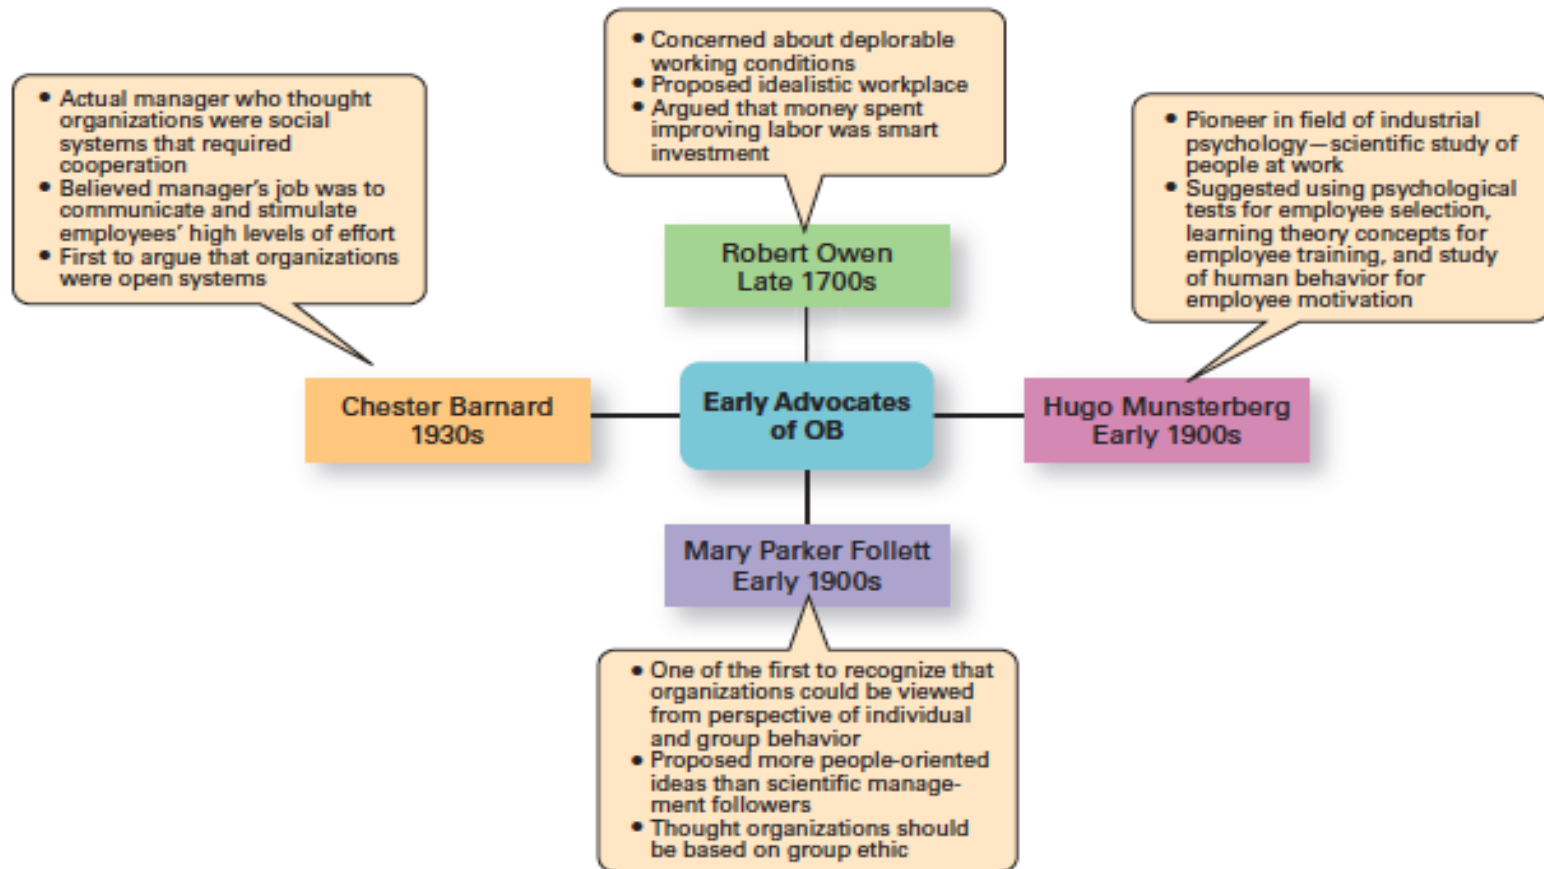 • Concerned about deplorable
working conditions
• Proposed idealistic workplace
• Argued that money spent
improving labor was smart
investment
• Actual manager who thought
organizations were social
systems that required
cooperation
• Believed manager's job was to
communicate and stimulate
employees' high levels of effort
• First to argue that organizations
were open systems
• Pioneer in field of industrial
psychology—scientific study of
people at work
• Suggested using psychological
tests for employee selection,
learning theory concepts for
employee training, and study
of human behavior for
employee motivation
Robert Owen
Late 1700s
Chester Barnard
1930s
Early Advocates
of OB
Hugo Munsterberg
Early 1900s
Mary Parker Follett
Early 1900s
• One of the first to recognize that
organizations could be viewed
from perspective of individual
and group behavior
• Proposed more people-oriented
ideas than scientific manage-
ment followers
• Thought organizations should
be based on group ethic